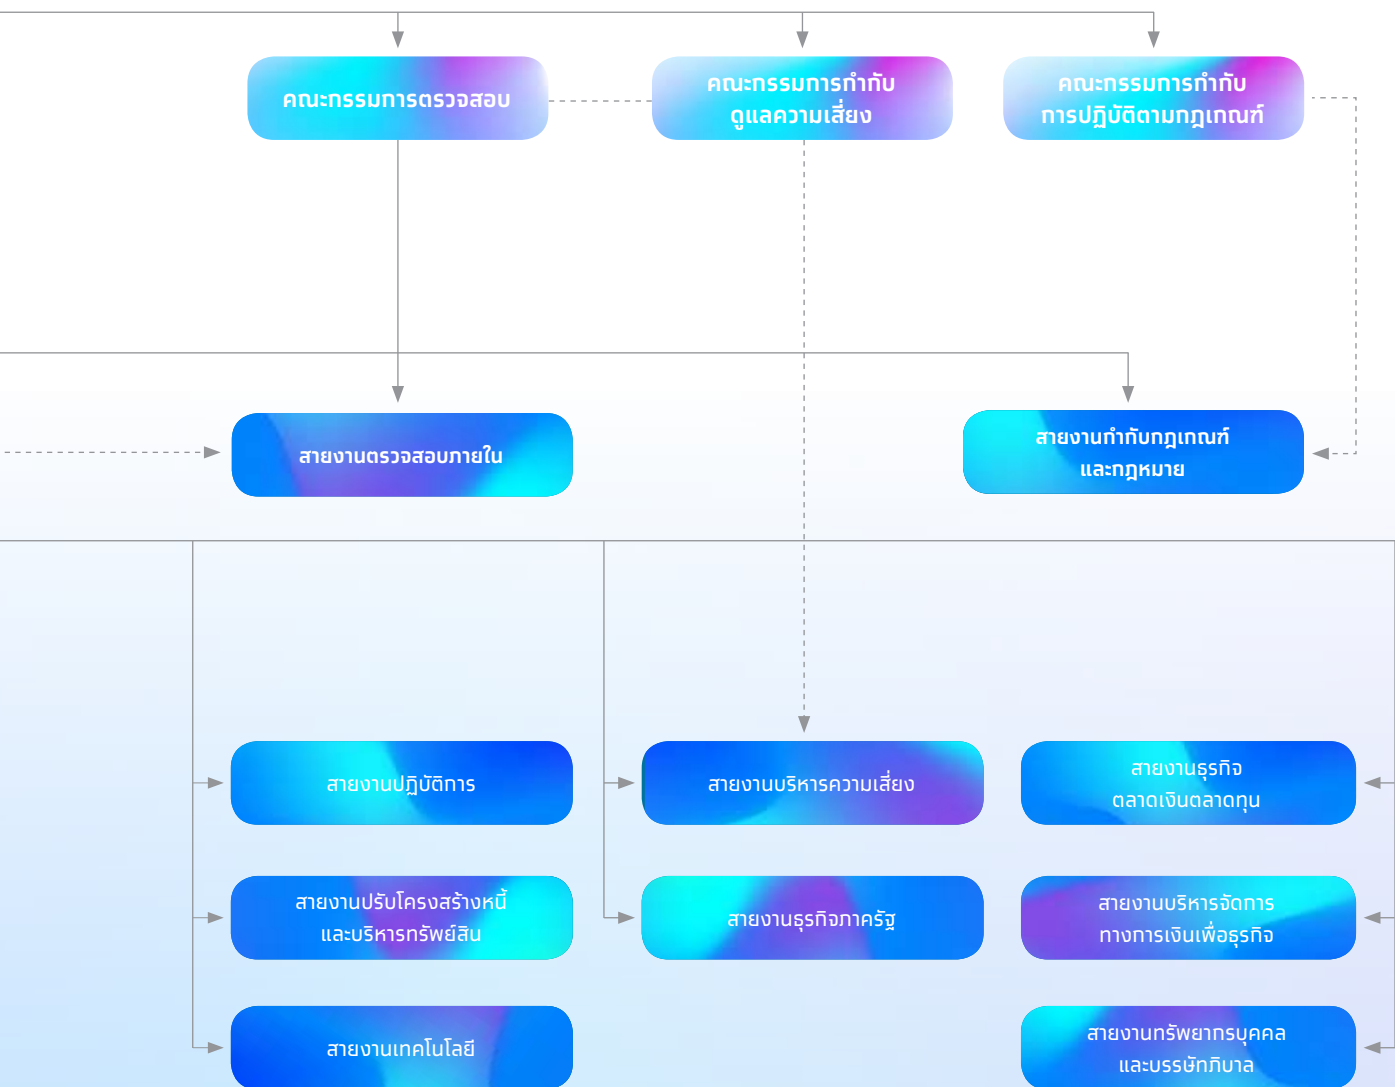 คณะกรรมการตรวจสอบ
คณะกรรมการกำกับ
ดูแลความเสี่ยง
คณะกรรมการกำกับ
การปฏิบัติตามกฎเกณฑ์
สายงานตรวจสอบภายใน
สายงานกำกับกฎเกณฑ์
และกฎหมาย
สายงานปฏิบัติการ
สายงานบริหารความเสี่ยง
สายงานธุรกิจ
ตลาดเงินตลาดทุน
สายงานปรับโครงสร้างหนี้
และบริหารทรัพย์สิน
สายงานธุรกิจภาครัฐ
สายงานบริหารจัดการ
ทางการเงินเพื่อธุรกิจ
สายงานเทคโนโลยี
สายงานทรัพยากรบุคคล
และบรรษัทภิบาล